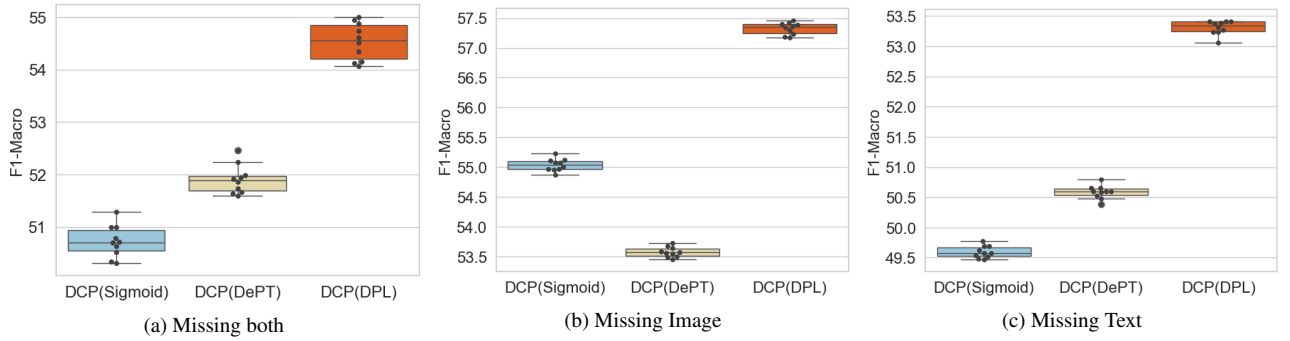 F1-Macro
55
54
53
52
51
DCP(Sigmoid) DCP(DePT) DCP(DPL)
(a) Missing both
F1-Macro
57.5
57.0
56.5
56.0
55.5
55.0
54.5
54.0
53.5
DCP(Sigmoid) DCP(DePT) DCP(DPL)
(b) Missing Image
F1-Macro
53.5
53.0
52.5
52.0
51.5
51.0
50.5
50.0
49.5
DCP(Sigmoid) DCP(DePT) DCP(DPL)
(c) Missing Text